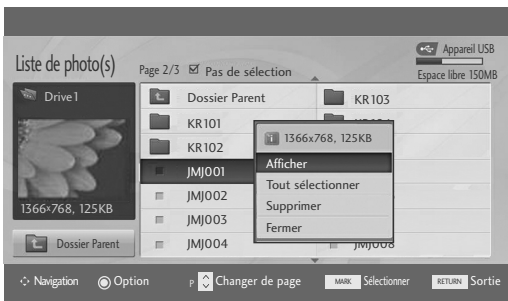 Liste de photo(s)
Page 2/3 Pas de sélection
Appareil USB
Espace libre 150MB
Drive1
1366x768, 125KB
Dossier Parent
Dossier Parent
KR101
KR102
JMJ001
JMJ002
JMJ003
JMJ004
KR103
1366x768, 125KB
Afficher
Tout sélectionner
Supprimer
Fermer
JMJ008
Navigation
Option
P Changer de page
MARK Sélectionner
RETURN Sortie